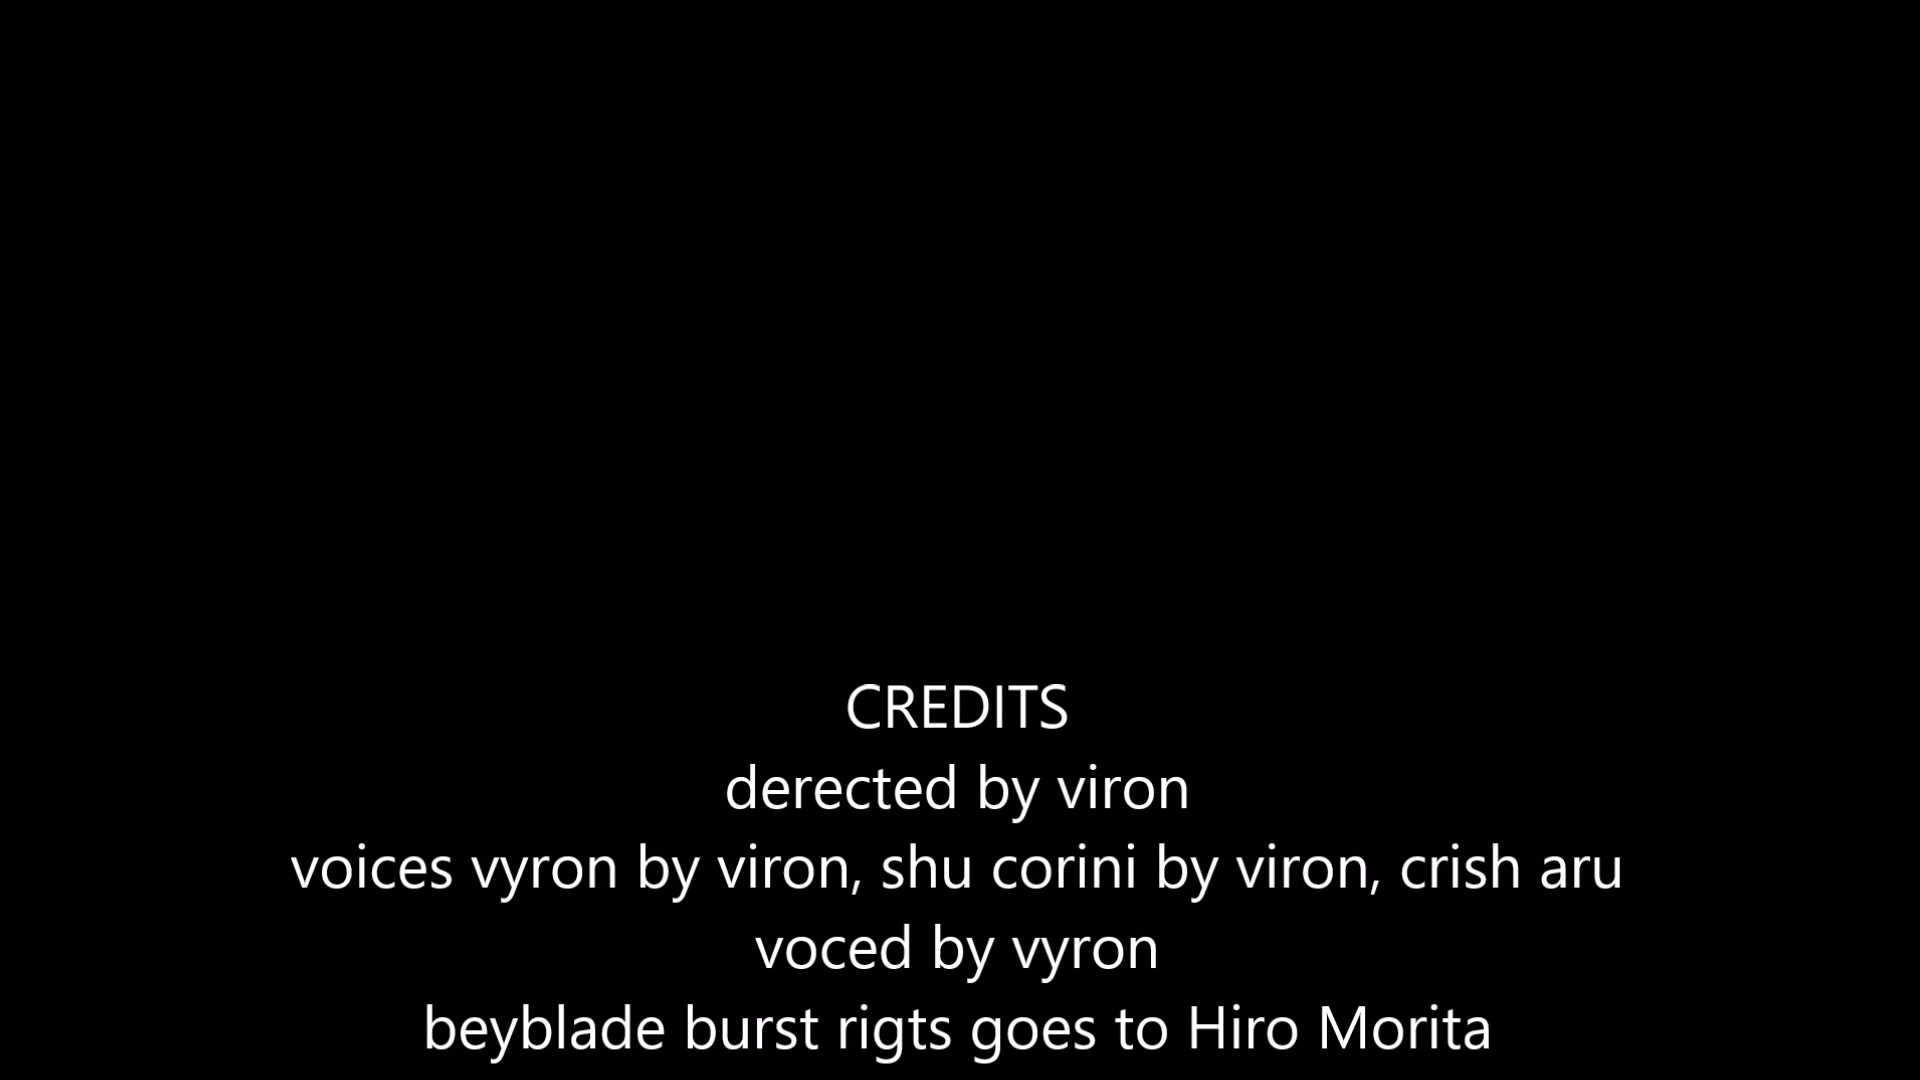 CREDITS
derected by viron
voices vyron by viron, shu corini by viron, crish aru
voced by vyron
beyblade burst rigts goes to Hiro Morita